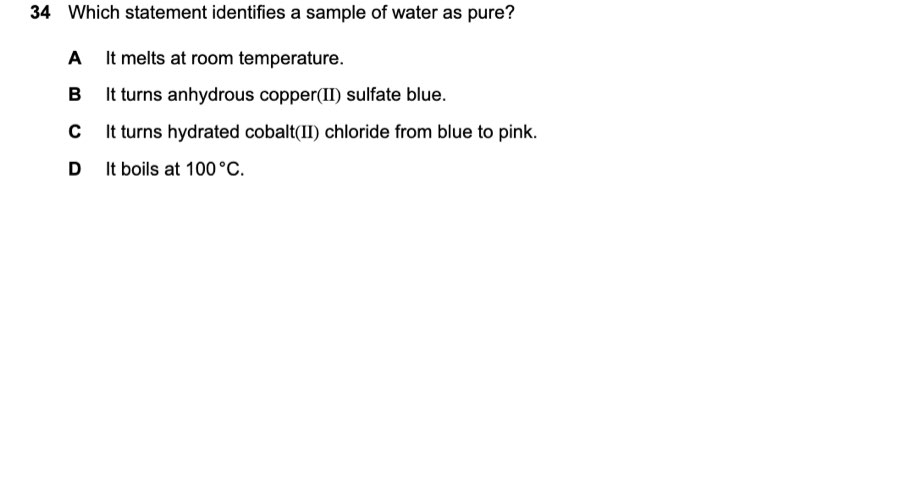 34 Which statement identifies a sample of water as pure?
A It melts at room temperature.
B It turns anhydrous copper(II) sulfate blue.
C It turns hydrated cobalt(II) chloride from blue to pink.
D It boils at 100 °C.